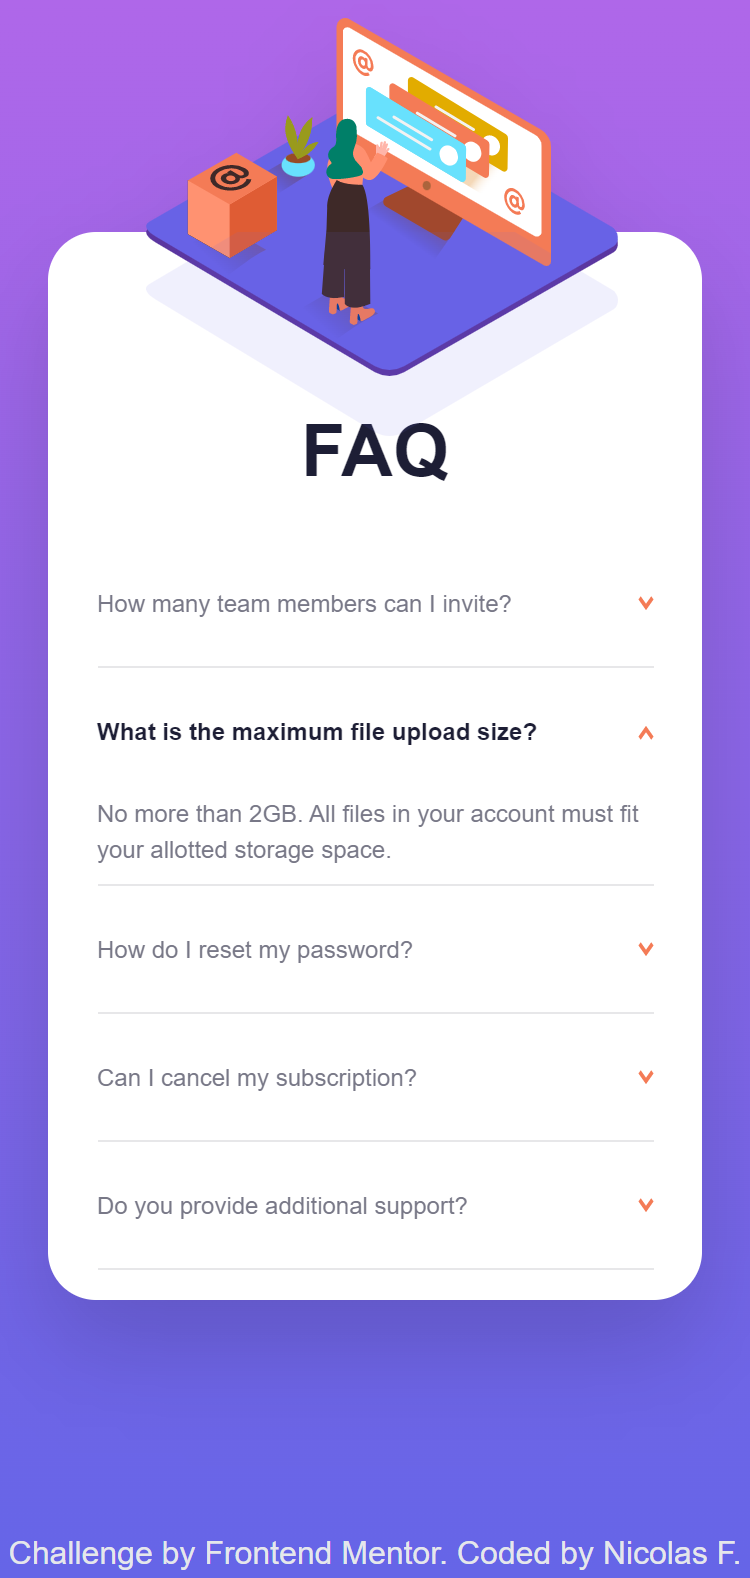 @
@
@
FAQ
How many team members can I invite?
What is the maximum file upload size?
No more than 2GB. All files in your account must fit
your allotted storage space.
How do I reset my password?
Can I cancel my subscription?
Do you provide additional support?
Challenge by Frontend Mentor. Coded by Nicolas F.